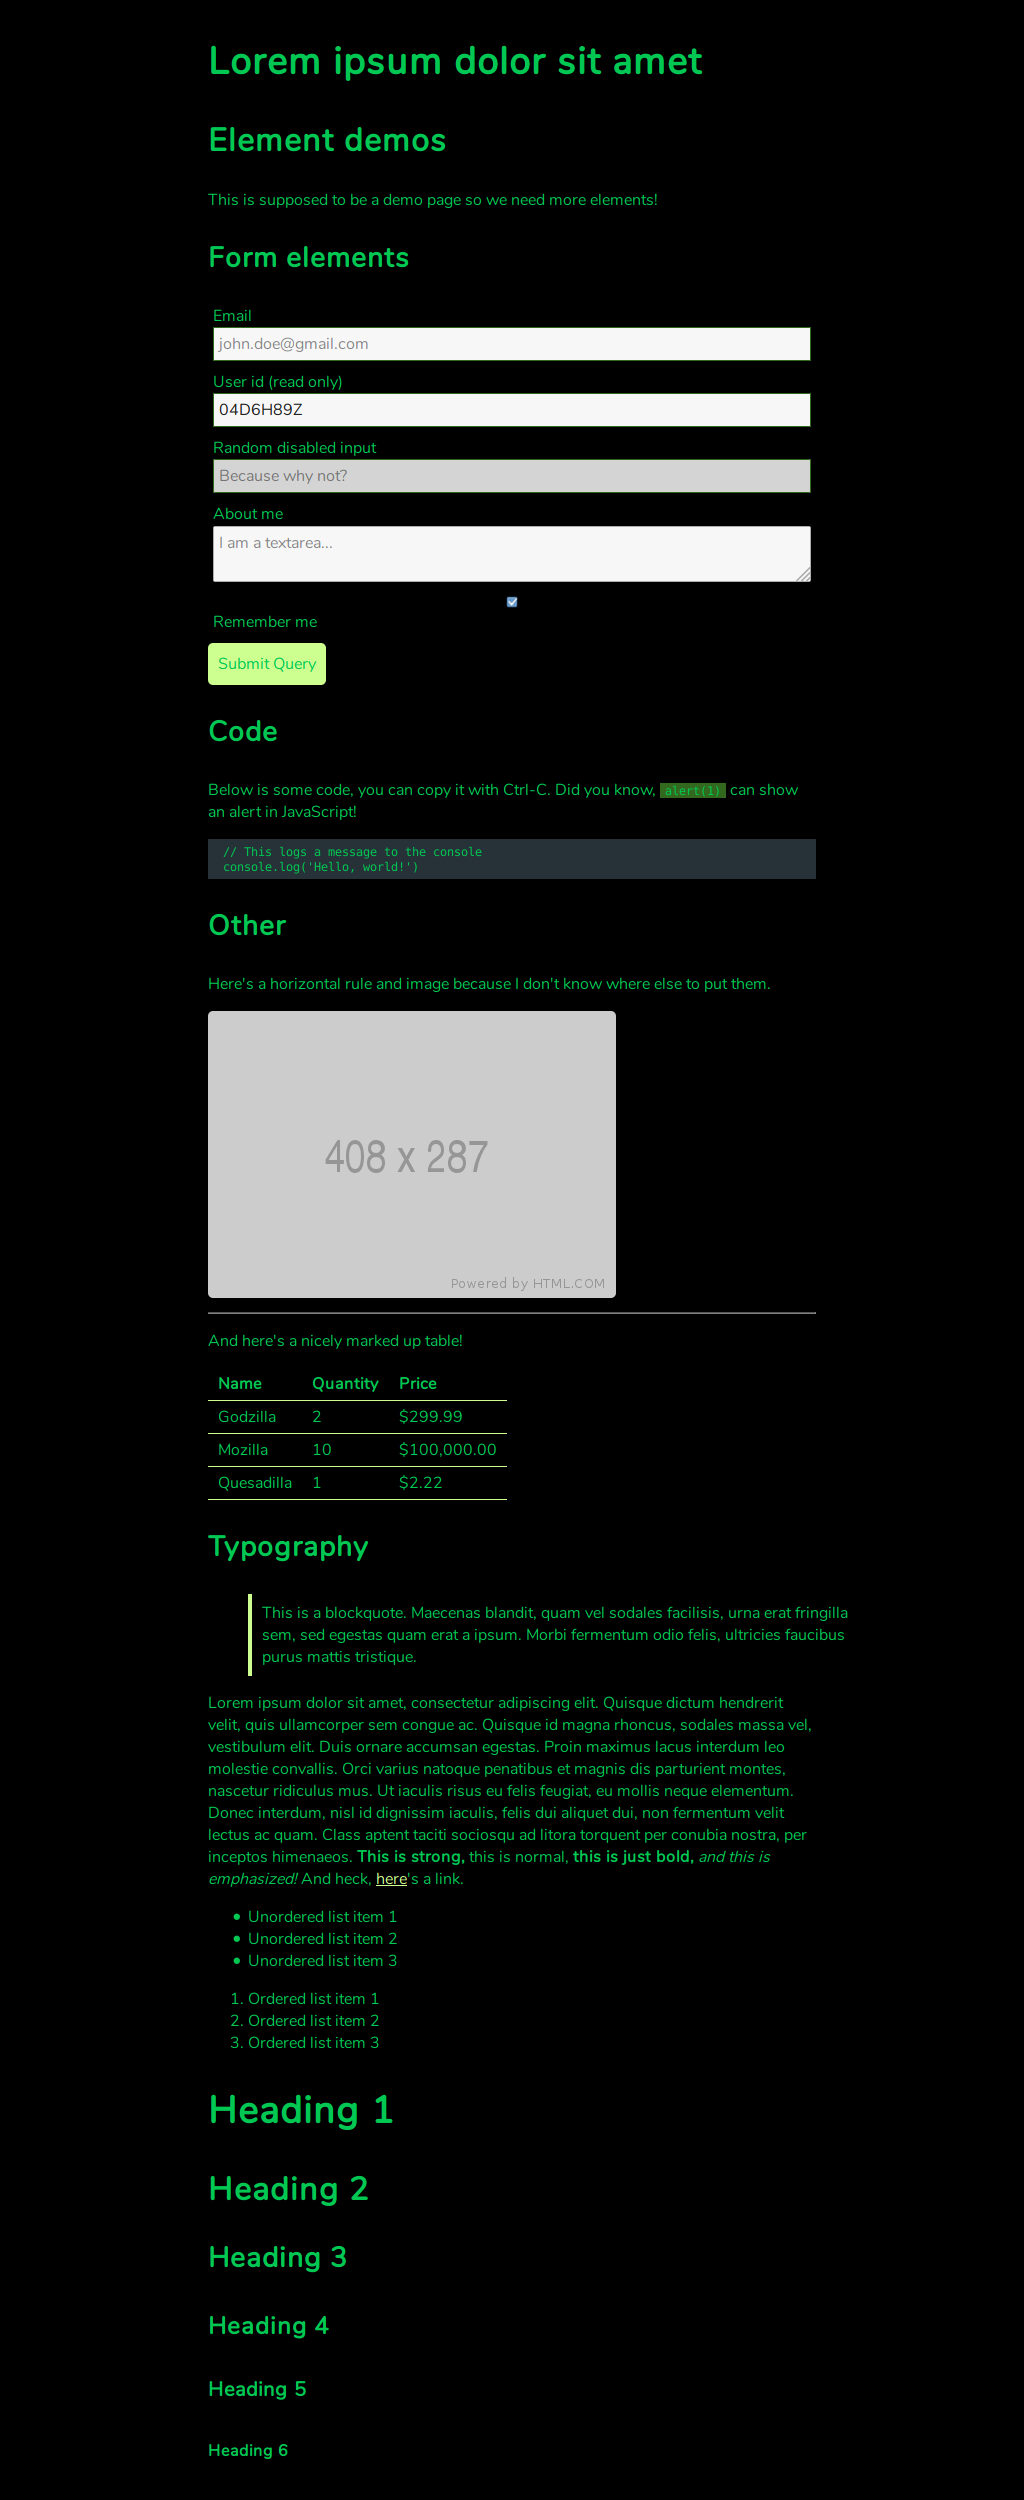 Lorem ipsum dolor sit amet
Element demos
This is supposed to be a demo page so we need more elements!
Form elements
Email
john.doe@gmail.com
User id (read only)
04D6H89Z
Random disabled input
Because why not?
About me
I am a textarea...
Remember me
Submit Query
Code
Below is some code, you can copy it with Ctrl-C. Did you know, alert(1) can show
an alert in JavaScript!
// This logs a message to the console
console.log('Hello, world!')
Other
Here's a horizontal rule and image because I don't know where else to put them.
408 x 287
Powered by HTML.COM
And here's a nicely marked up table!
Name Quantity Price
Godzilla 2 $299.99
Mozilla 10 $100,000.00
Quesadilla 1 $2.22
Typography
This is a blockquote. Maecenas blandit, quam vel sodales facilisis, urna erat fringilla
sem, sed egestas quam erat a ipsum. Morbi fermentum odio felis, ultricies faucibus
purus mattis tristique.
Lorem ipsum dolor sit amet, consectetur adipiscing elit. Quisque dictum hendrerit
velit, quis ullamcorper sem congue ac. Quisque id magna rhoncus, sodales massa vel,
vestibulum elit. Duis ornare accumsan egestas. Proin maximus lacus interdum leo
molestie convallis. Orci varius natoque penatibus et magnis dis parturient montes,
nascetur ridiculus mus. Ut iaculis risus eu felis feugiat, eu mollis neque elementum.
Donec interdum, nisl id dignissim iaculis, felis dui aliquet dui, non fermentum velit
lectus ac quam. Class aptent taciti sociosqu ad litora torquent per conubia nostra, per
inceptos himenaeos. This is strong, this is normal, this is just bold, and this is
emphasized! And heck, here's a link.
• Unordered list item 1
• Unordered list item 2
• Unordered list item 3
1. Ordered list item 1
2. Ordered list item 2
3. Ordered list item 3
Heading 1
Heading 2
Heading 3
Heading 4
Heading 5
Heading 6